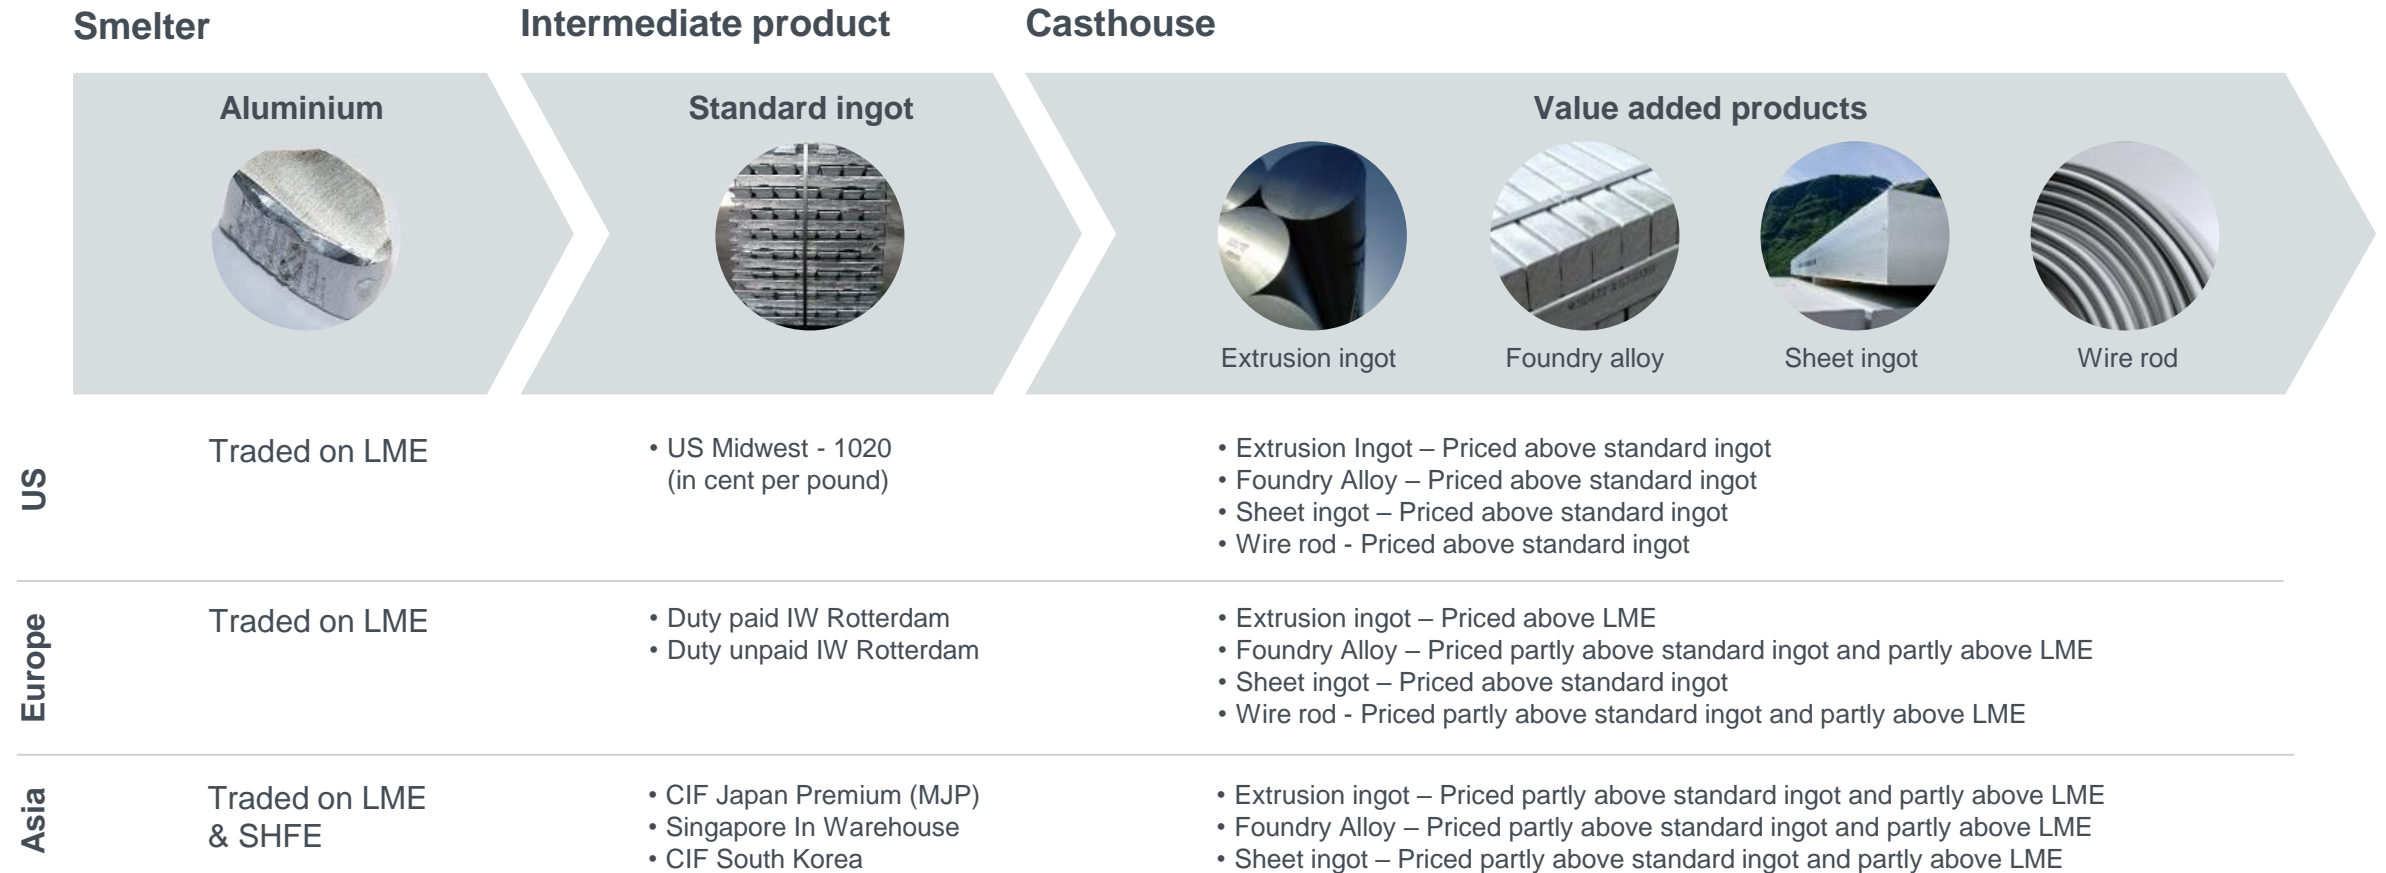 Smelter
Intermediate product
Casthouse
Aluminium
Standard ingot
Value added products
Extrusion ingot
Foundry alloy
Sheet ingot
Wire rod
US
Traded on LME
• US Midwest - 1020
(in cent per pound)
• Extrusion Ingot – Priced above standard ingot
• Foundry Alloy – Priced above standard ingot
• Sheet ingot – Priced above standard ingot
• Wire rod - Priced above standard ingot
Europe
Traded on LME
• Duty paid IW Rotterdam
• Duty unpaid IW Rotterdam
• Extrusion ingot – Priced above LME
• Foundry Alloy – Priced partly above standard ingot and partly above LME
• Sheet ingot – Priced above standard ingot
• Wire rod - Priced partly above standard ingot and partly above LME
Asia
Traded on LME
& SHFE
• CIF Japan Premium (MJP)
• Singapore In Warehouse
• CIF South Korea
• Extrusion ingot – Priced partly above standard ingot and partly above LME
• Foundry Alloy – Priced partly above standard ingot and partly above LME
• Sheet ingot – Priced partly above standard ingot and partly above LME